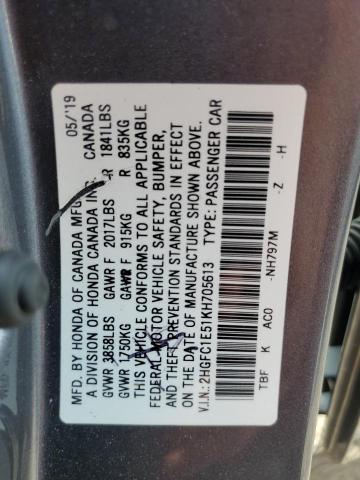 MFD. BY HONDA OF CANADA MFG. 05/'19
A DIVISION OF HONDA CANADA INC. CANADA
GVWR 3858LBS GAWR F 2017LBS R 1841LBS
GVWR 1750KG GAWR F 915KG R 835KG
THIS VEHICLE CONFORMS TO ALL APPLICABLE
FEDERAL MOTOR VEHICLE SAFETY, BUMPER,
AND THEFT PREVENTION STANDARDS IN EFFECT
ON THE DATE OF MANUFACTURE SHOWN ABOVE.
V.I.N.: 2HGFC1E51KH705613 TYPE: PASSENGER CAR
TBF K AC0 -NH797M -Z -H